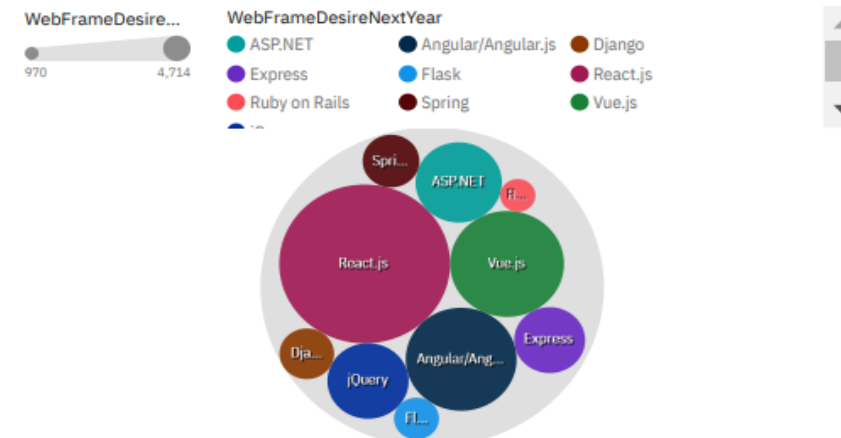 WebFrameDesire...
970 4,714
WebFrameDesireNextYear
ASP.NET Angular/Angular.js Django
Express Flask React.js
Ruby on Rails Spring Vue.js
Spri...
ASP.NET
R...
React.js
Vue.js
Express
Dja...
Angular/Ang...
jQuery
Fl...